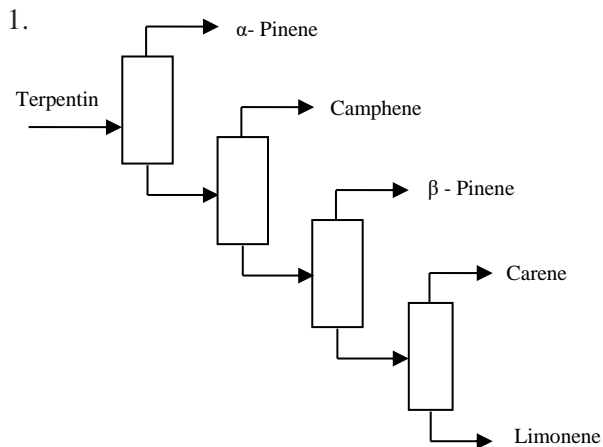 1.
α- Pinene
Terpentin
Camphene
β - Pinene
Carene
Limonene